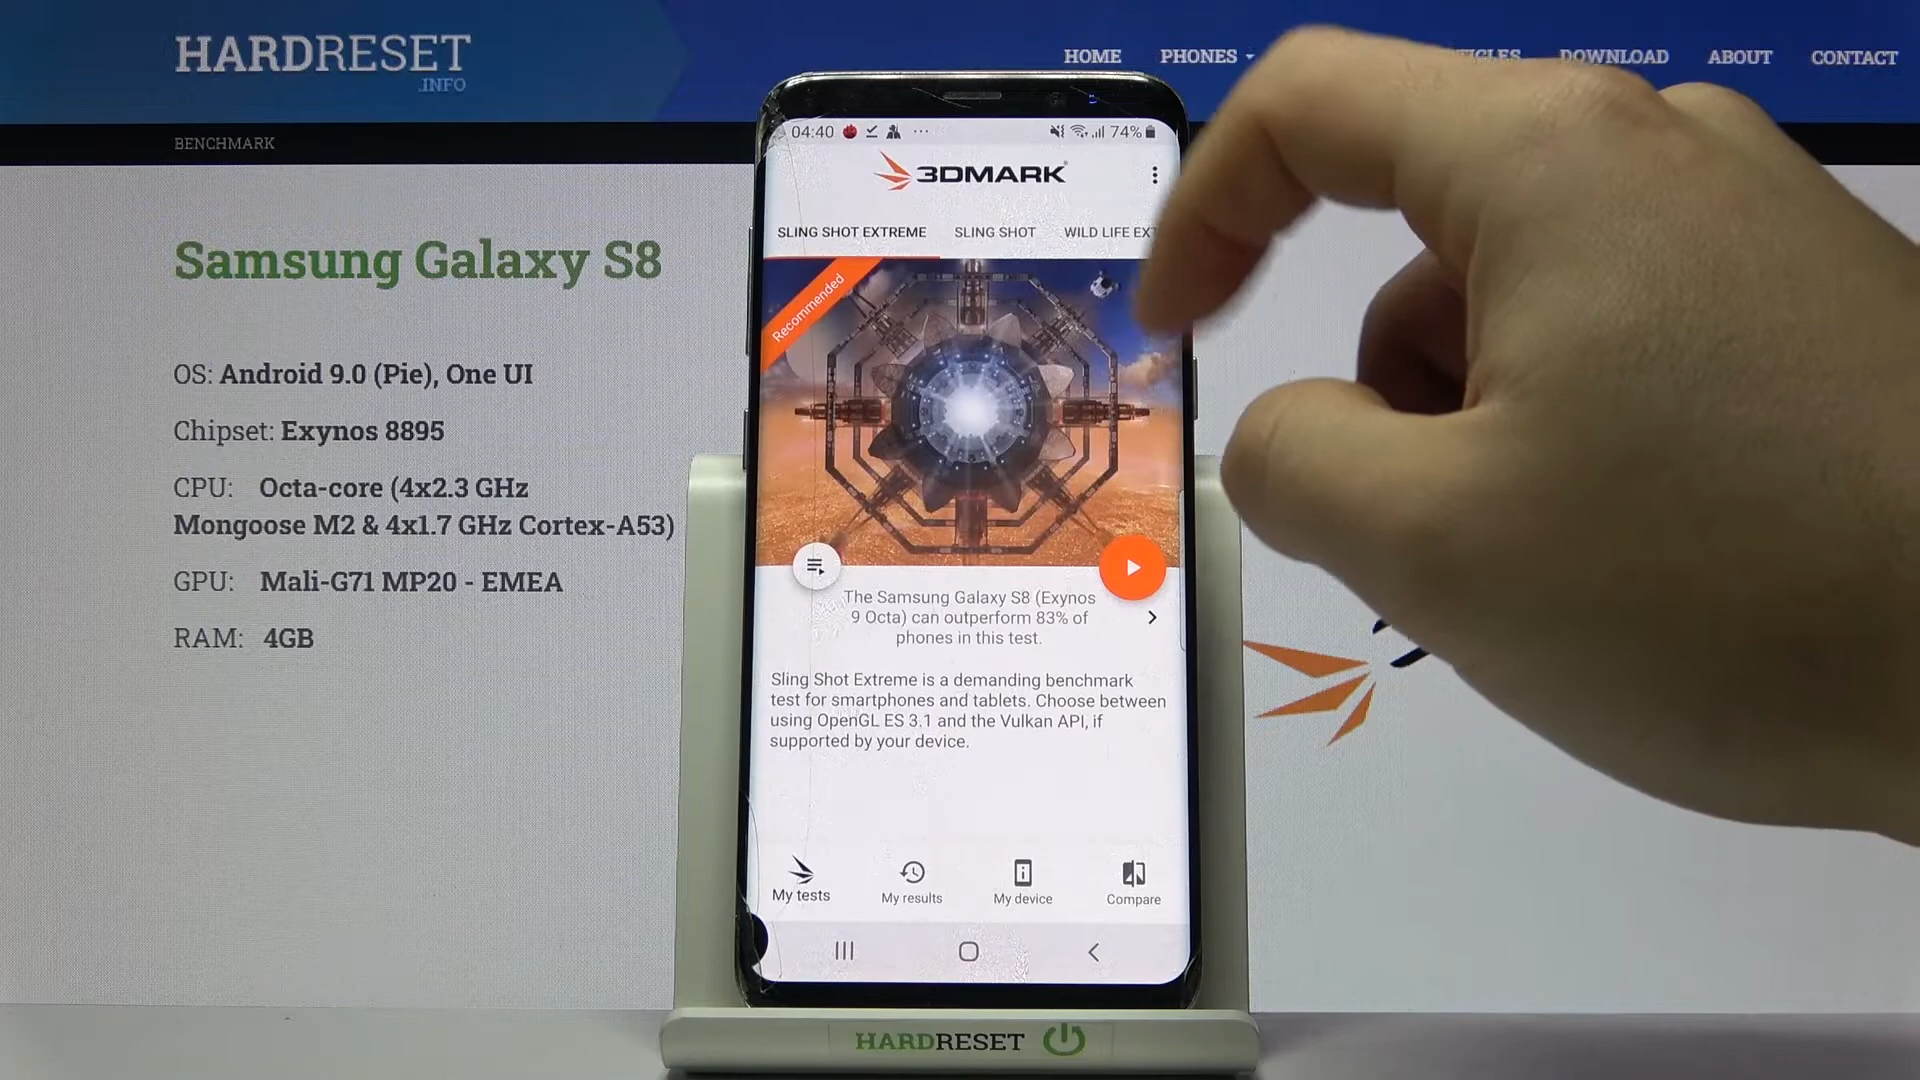 HARDRESET
.INFO
HOME PHONES DOWNLOAD ABOUT CONTACT
BENCHMARK
Samsung Galaxy S8
OS: Android 9.0 (Pie), One UI
Chipset: Exynos 8895
CPU: Octa-core (4x2.3 GHz
Mongoose M2 & 4x1.7 GHz Cortex-A53)
GPU: Mali-G71 MP20 - EMEA
RAM: 4GB
04:40 74%
3DMARK
SLING SHOT EXTREME SLING SHOT WILD LIFE EXT
Recommended
The Samsung Galaxy S8 (Exynos
9 Octa) can outperform 83% of
phones in this test.
Sling Shot Extreme is a demanding benchmark
test for smartphones and tablets. Choose between
using OpenGL ES 3.1 and the Vulkan API, if
supported by your device.
My tests My results My device Compare
HARDRESET